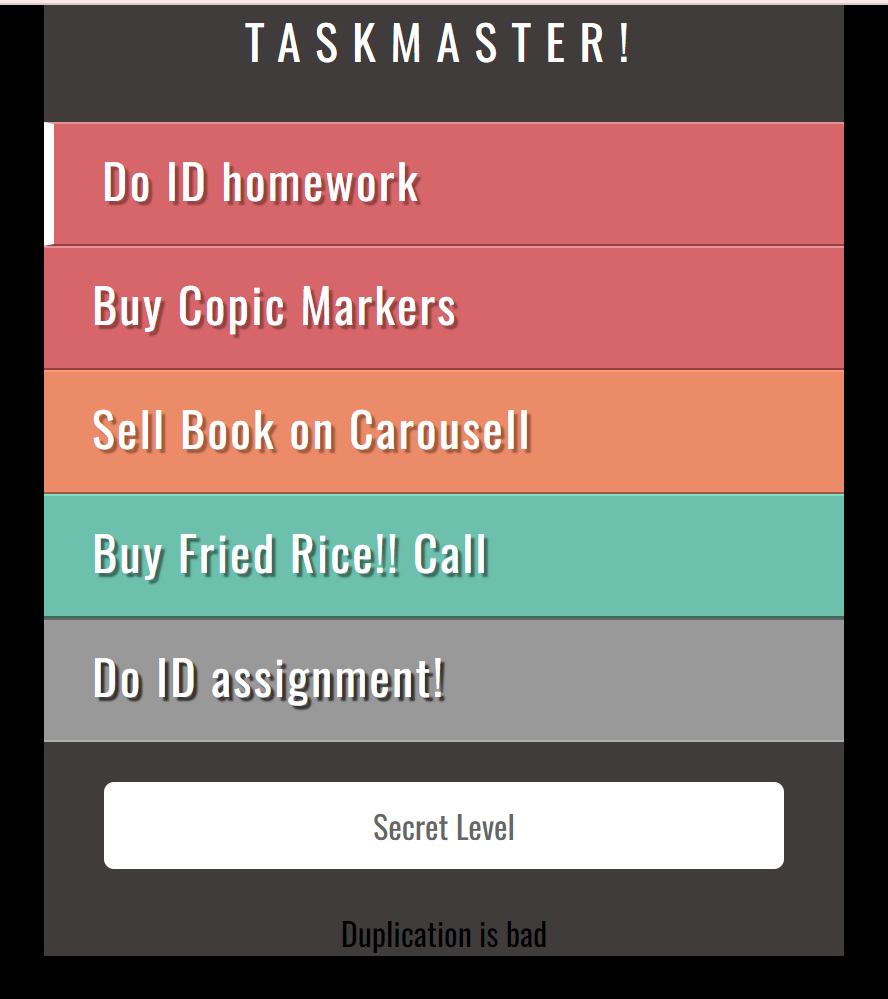 TASKMASTER!
Do ID homework
Buy Copic Markers
Sell Book on Carousell
Buy Fried Rice!! Call
Do ID assignment!
Secret Level
Duplication is bad